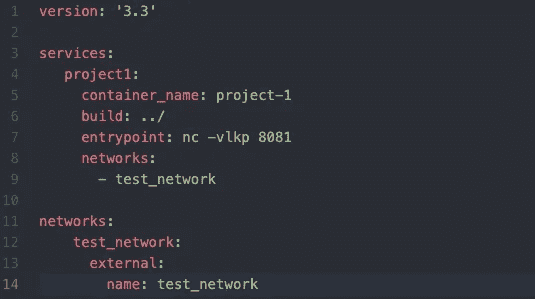 1 version: '3.3'
2
3 services:
4 project1:
5 container_name: project-1
6 build: ../
7 entrypoint: nc -vlkp 8081
8 networks:
9 - test_network
10
11 networks:
12 test_network:
13 external:
14 name: test_network